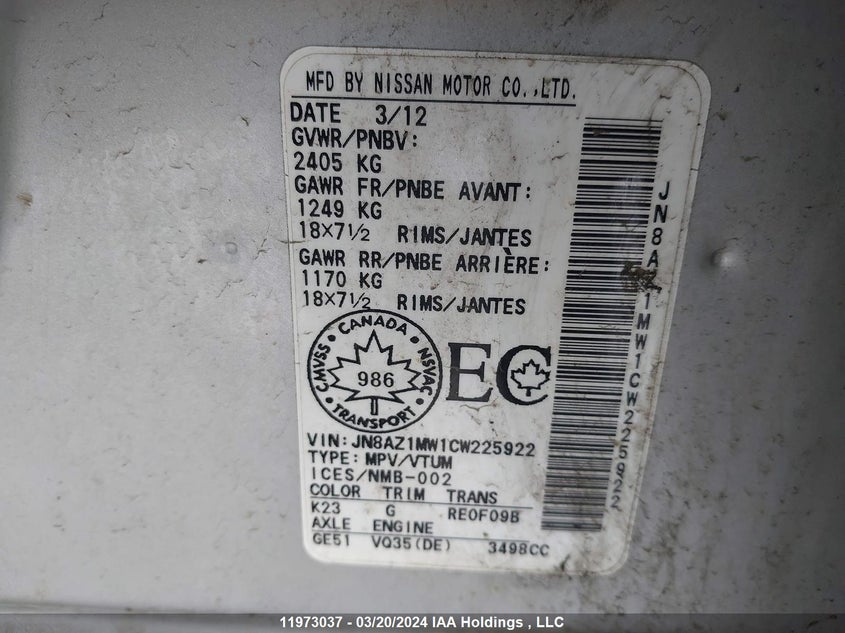 MFD BY NISSAN MOTOR CO.,LTD.
DATE 3/12
GVWR/PNBV:
2405 KG
GAWR FR/PNBE AVANT:
1249 KG
18×7½ RIMS/JANTES
GAWR RR/PNBE ARRIÈRE:
1170 KG
18×7½ RIMS/JANTES
CANADA
CMVSS NSVAC
986
TRANSPORT
EC
VIN: JN8AZ1MW1CW225922
TYPE: MPV/VTUM
ICES/NMB-002
COLOR TRIM TRANS
K23 G RE0F09B
AXLE ENGINE
GE51 VQ35(DE) 3498CC
JN8AZ1MW1CW225922
11973037 - 03/20/2024 IAA Holdings , LLC